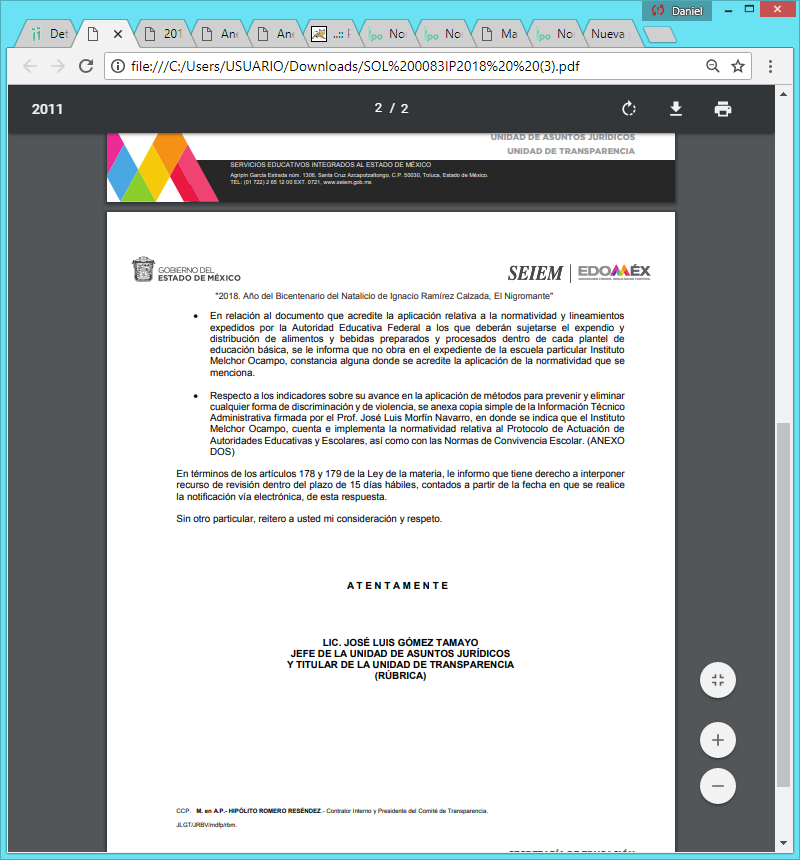 Daniel
Det
201
Ane
Ane
..:: F
Not
Not
Ma
Not
Nueva
file:///C:/Users/USUARIO/Downloads/SOL%200083IP2018%20%20(3).pdf
2011
2 / 2
UNIDAD DE ASUNTOS JURÍDICOS
UNIDAD DE TRANSPARENCIA
SERVICIOS EDUCATIVOS INTEGRADOS AL ESTADO DE MÉXICO
Agripín García Estrada núm. 1306, Santa Cruz Azcapotzaltongo, C.P. 50030, Toluca, Estado de México.
TEL: (01 722) 2 65 12 00 EXT. 0721, www.seiem.gob.mx
GOBIERNO DEL
ESTADO DE MÉXICO
SEIEM
EDOMÉX
"2018. Año del Bicentenario del Natalicio de Ignacio Ramírez Calzada, El Nigromante"
• En relación al documento que acredite la aplicación relativa a la normatividad y lineamientos
expedidos por la Autoridad Educativa Federal a los que deberán sujetarse el expendio y
distribución de alimentos y bebidas preparados y procesados dentro de cada plantel de
educación básica, se le informa que no obra en el expediente de la escuela particular Instituto
Melchor Ocampo, constancia alguna donde se acredite la aplicación de la normatividad que se
menciona.
• Respecto a los indicadores sobre su avance en la aplicación de métodos para prevenir y eliminar
cualquier forma de discriminación y de violencia, se anexa copia simple de la Información Técnico
Administrativa firmada por el Prof. José Luis Morfín Navarro, en donde se indica que el Instituto
Melchor Ocampo, cuenta e implementa la normatividad relativa al Protocolo de Actuación de
Autoridades Educativas y Escolares, así como con las Normas de Convivencia Escolar. (ANEXO
DOS)
En términos de los artículos 178 y 179 de la Ley de la materia, le informo que tiene derecho a interponer
recurso de revisión dentro del plazo de 15 días hábiles, contados a partir de la fecha en que se realice
la notificación vía electrónica, de esta respuesta.
Sin otro particular, reitero a usted mi consideración y respeto.
A T E N T A M E N T E
LIC. JOSÉ LUIS GÓMEZ TAMAYO
JEFE DE LA UNIDAD DE ASUNTOS JURÍDICOS
Y TITULAR DE LA UNIDAD DE TRANSPARENCIA
(RÚBRICA)
CCP. M. en A.P.- HIPÓLITO ROMERO RESÉNDEZ.- Contralor Interno y Presidente del Comité de Transparencia.
JLGT/JRBV/mdfp/rbm.